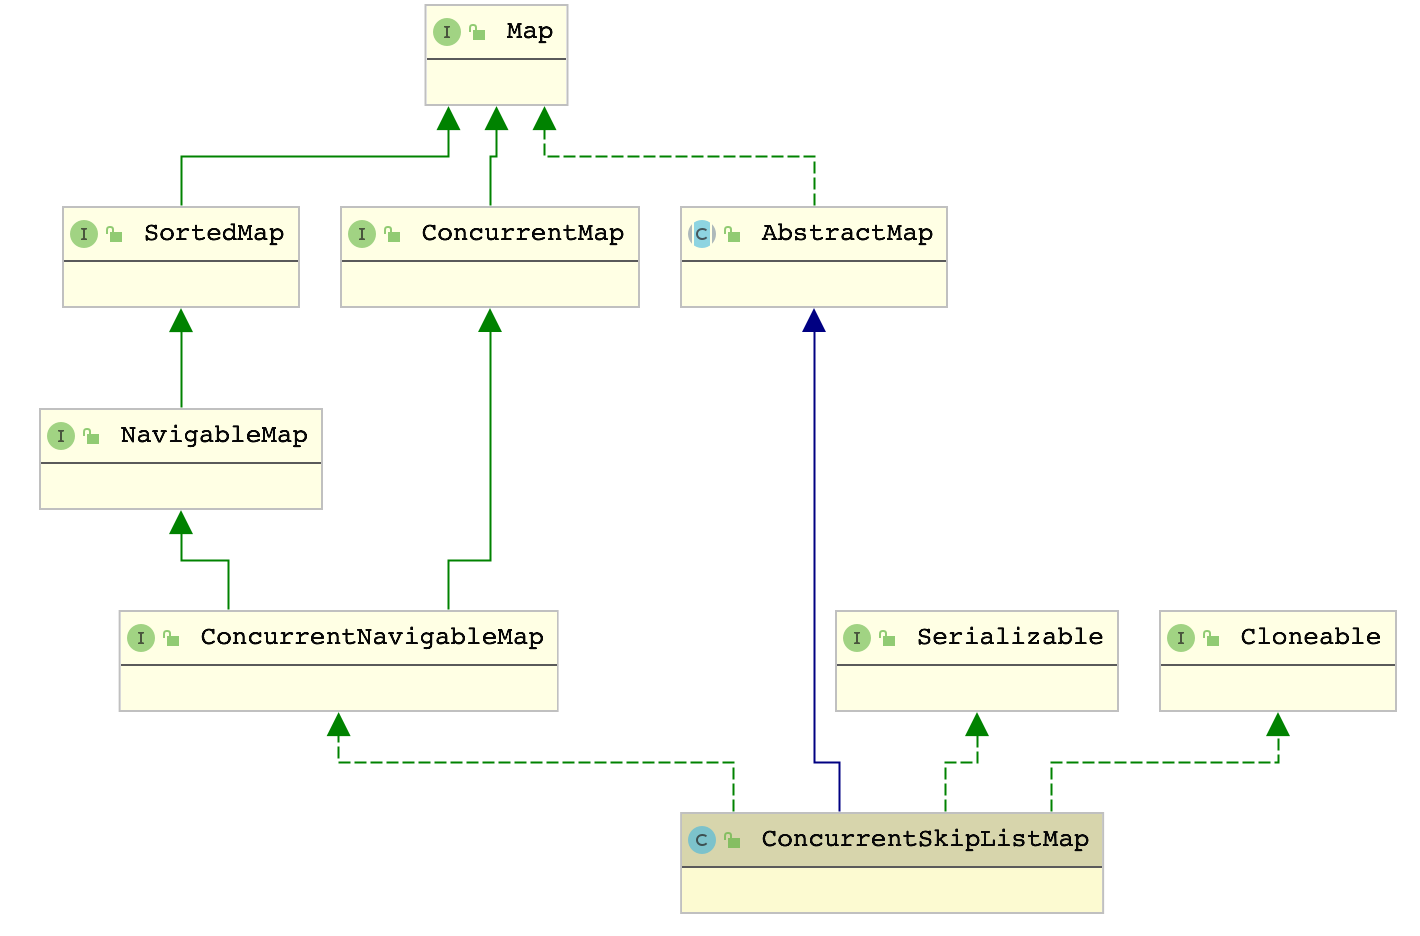 I Map
I SortedMap
I ConcurrentMap
C AbstractMap
I NavigableMap
I ConcurrentNavigableMap
I Serializable
I Cloneable
C ConcurrentSkipListMap